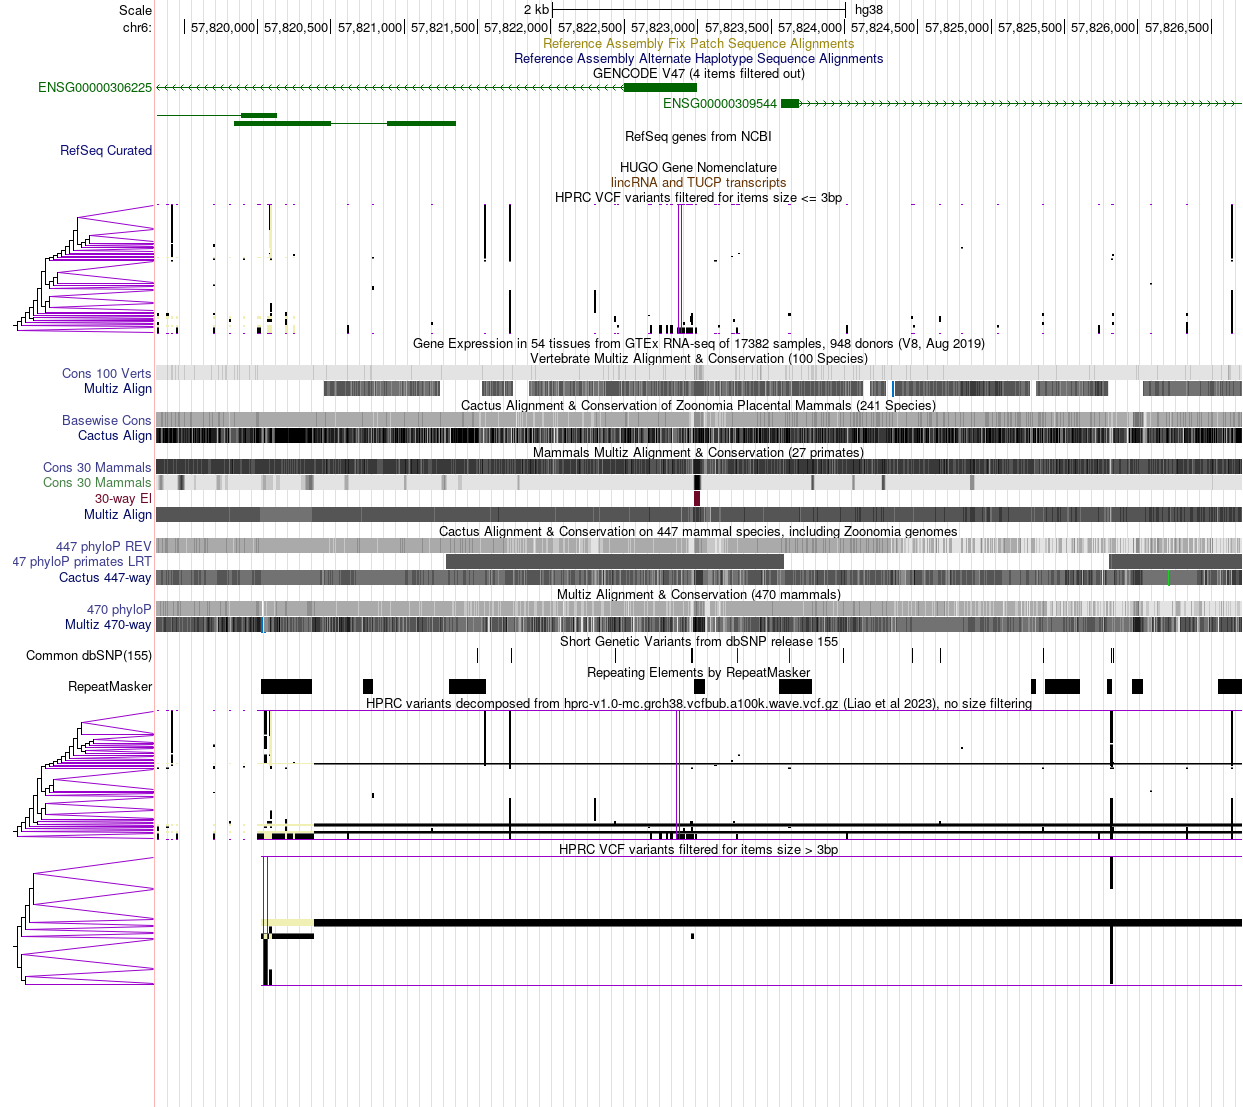 Scale 2 kb hg38
chr6: 57,820,000 57,820,500 57,821,000 57,821,500 57,822,000 57,822,500 57,823,000 57,823,500 57,824,000 57,824,500 57,825,000 57,825,500 57,826,000 57,826,500
Reference Assembly Fix Patch Sequence Alignments
Reference Assembly Alternate Haplotype Sequence Alignments
GENCODE V47 (4 items filtered out)
ENSG00000306225
ENSG00000309544
RefSeq genes from NCBI
RefSeq Curated
HUGO Gene Nomenclature
lincRNA and TUCP transcripts
HPRC VCF variants filtered for items size <= 3bp
Gene Expression in 54 tissues from GTEx RNA-seq of 17382 samples, 948 donors (V8, Aug 2019)
Vertebrate Multiz Alignment & Conservation (100 Species)
Cons 100 Verts
Multiz Align
Cactus Alignment & Conservation of Zoonomia Placental Mammals (241 Species)
Basewise Cons
Cactus Align
Mammals Multiz Alignment & Conservation (27 primates)
Cons 30 Mammals
Cons 30 Mammals
30-way El
Multiz Align
Cactus Alignment & Conservation on 447 mammal species, including Zoonomia genomes
447 phyloP REV
47 phyloP primates LRT
Cactus 447-way
Multiz Alignment & Conservation (470 mammals)
470 phyloP
Multiz 470-way
Short Genetic Variants from dbSNP release 155
Common dbSNP(155)
Repeating Elements by RepeatMasker
RepeatMasker
HPRC variants decomposed from hprc-v1.0-mc.grch38.vcfbub.a100k.wave.vcf.gz (Liao et al 2023), no size filtering
HPRC VCF variants filtered for items size > 3bp